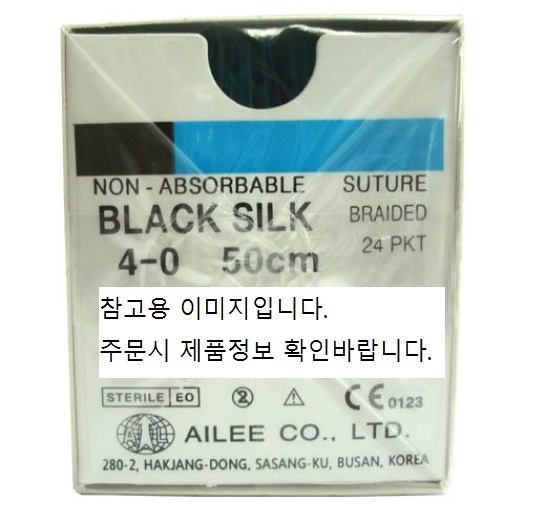 NON - ABSORBABLE SUTURE
BLACK SILK BRAIDED
4-0 50cm 24 PKT
참고용 이미지입니다.
주문시 제품정보 확인바랍니다.
STERILE EO 2 CE 0123
AILEE CO., LTD.
280-2, HAKJANG-DONG, SASANG-KU, BUSAN, KOREA